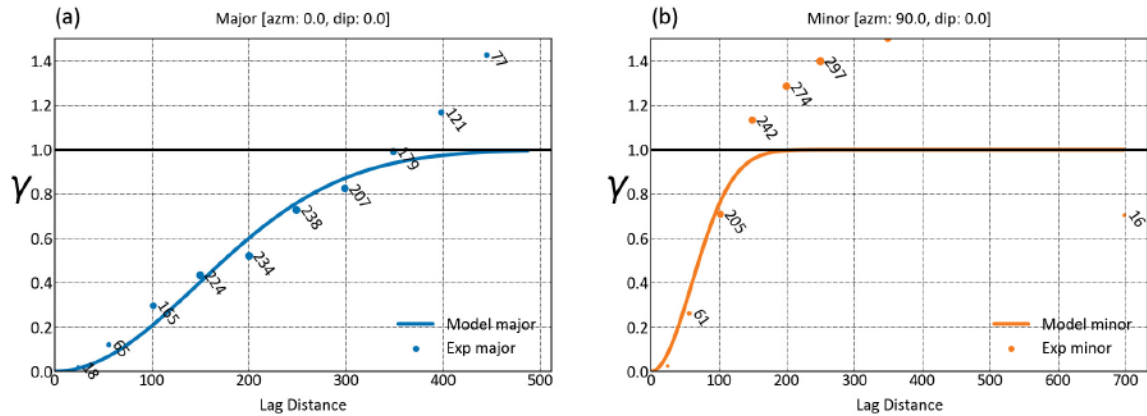 (a) Major [azm: 0.0, dip: 0.0]
1.4
1.2
1.0
0.8
0.6
0.4
0.2
0.0
γ
77
121
179
207
238
234
224
165
65
48
Model major
Exp major
0 100 200 300 400 500
Lag Distance
(b) Minor [azm: 90.0, dip: 0.0]
1.4
1.2
1.0
0.8
0.6
0.4
0.2
0.0
γ
297
274
242
205
61
16
Model minor
Exp minor
0 100 200 300 400 500 600 700
Lag Distance